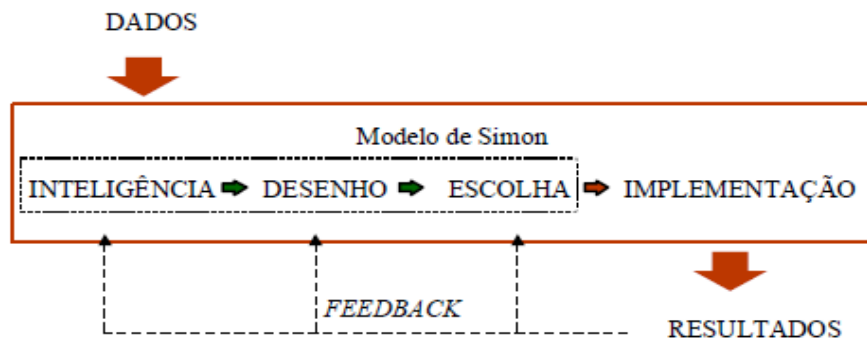 DADOS
Modelo de Simon
INTELIGÊNCIA DESENHO ESCOLHA IMPLEMENTAÇÃO
FEEDBACK
RESULTADOS